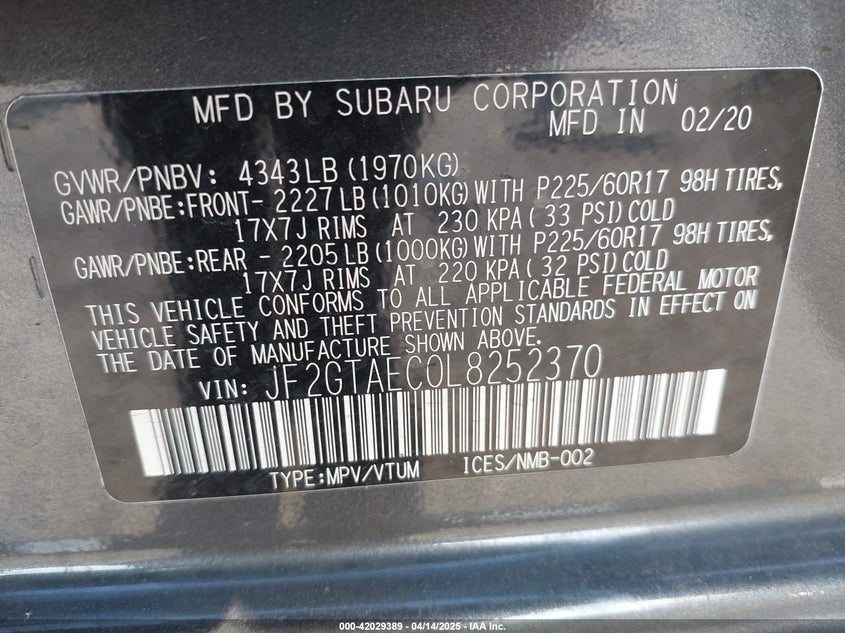 MFD BY SUBARU CORPORATION
MFD IN 02/20
GVWR/PNBV: 4343LB (1970KG)
GAWR/PNBE:FRONT- 2227LB (1010KG) WITH P225/60R17 98H TIRES,
17X7J RIMS AT 230 KPA ( 33 PSI) COLD
GAWR/PNBE:REAR - 2205LB (1000KG) WITH P225/60R17 98H TIRES,
17X7J RIMS AT 220 KPA ( 32 PSI) COLD
THIS VEHICLE CONFORMS TO ALL APPLICABLE FEDERAL MOTOR
VEHICLE SAFETY AND THEFT PREVENTION STANDARDS IN EFFECT ON
THE DATE OF MANUFACTURE SHOWN ABOVE.
VIN: JF2GTAEC0L8252370
TYPE:MPV/VTUM ICES/NMB-002
000-42029389 - 04/14/2025 - IAA Inc.